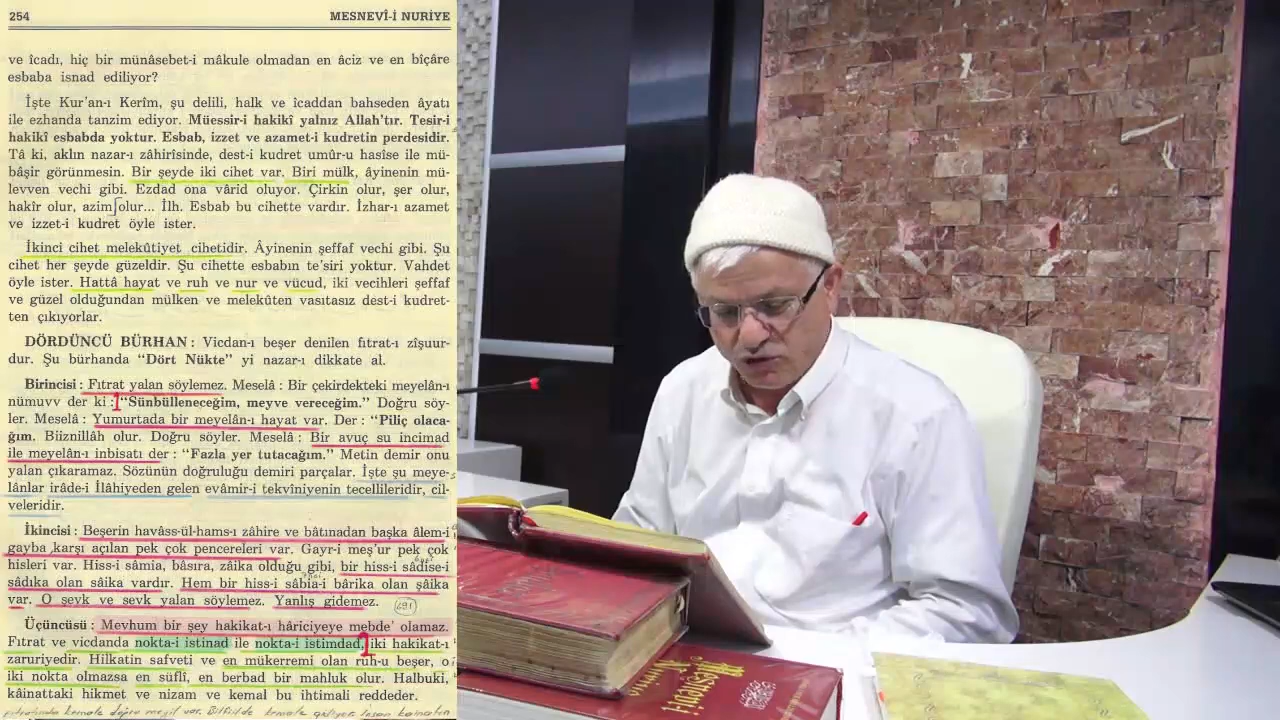 254 MESNEVÎ-İ NURİYE
ve îcadı, hiç bir münâsebet-i mâkule olmadan en âciz ve en bîçâre
esbaba isnad ediliyor?
İşte Kur'an-ı Kerîm, şu delili, halk ve îcaddan bahseden âyatı
ile ezhanda tanzim ediyor. Müessir-i hakikî yalnız Allah'tır. Tesir-i
hakikî esbabda yoktur. Esbab, izzet ve azamet-i kudretin perdesidir.
Tâ ki, aklın nazar-ı zâhirîsinde, dest-i kudret umûr-u hasîse ile mü-
bâşir görünmesin. Bir şeyde iki cihet var. Biri mülk, âyinenin mü-
levven vechi gibi. Ezdad ona vârid oluyor. Çirkin olur, şer olur,
hakîr olur, azim olur... İlh. Esbab bu cihette vardır. İzhar-ı azamet
ve izzet-i kudret öyle ister.
İkinci cihet melekûtiyet cihetidir. Âyinenin şeffaf vechi gibi. Şu
cihet her şeyde güzeldir. Şu cihette esbabın te'siri yoktur. Vahdet
öyle ister. Hattâ hayat ve ruh ve nur ve vücud, iki vecihleri şeffaf
ve güzel olduğundan mülken ve melekûten vasıtasız dest-i kudret-
ten çıkıyorlar.
DÖRDÜNCÜ BÜRHAN : Vicdan-ı beşer denilen fıtrat-ı zîşuur-
dur. Şu bürhanda "Dört Nükte" yi nazar-ı dikkate al.
Birincisi : Fıtrat yalan söylemez. Meselâ : Bir çekirdekteki meyelân-ı
nümuvv der ki : "Sünbülleneceğim, meyve vereceğim." Doğru söy-
ler. Meselâ : Yumurtada bir meyelân-ı hayat var. Der : "Piliç olaca-
ğım. Biiznillâh olur. Doğru söyler. Meselâ : Bir avuç su incimad
ile meyelân-ı inbisatı der : "Fazla yer tutacağım." Metin demir onu
yalan çıkaramaz. Sözünün doğruluğu demiri parçalar. İşte şu meye-
lânlar irâde-i İlâhiyeden gelen evâmir-i tekvîniyenin tecellileridir, cil-
veleridir.
İkincisi : Beşerin havâss-ül-hams-ı zâhire ve bâtınadan başka âlem-i
gayba karşı açılan pek çok pencereleri var. Gayr-i meş'ur pek çok
hisleri var. Hiss-i sâmia, bâsıra, zâika olduğu gibi, bir hiss-i sâdise-i
sâdıka olan sâika vardır. Hem bir hiss-i sâbia-i bârika olan şâika
var. O şevk ve sevk yalan söylemez. Yanlış gidemez.
Üçüncüsü : Mevhum bir şey hakikat-ı hâriciyeye mebde' olamaz.
Fıtrat ve vicdanda nokta-i istinad ile nokta-i istimdad, iki hakikat-ı
zaruriyedir. Hilkatin safveti ve en mükerremi olan rûh-u beşer, o
iki nokta olmazsa en süflî, en berbad bir mahluk olur. Halbuki,
kâinattaki hikmet ve nizam ve kemal bu ihtimali reddeder.